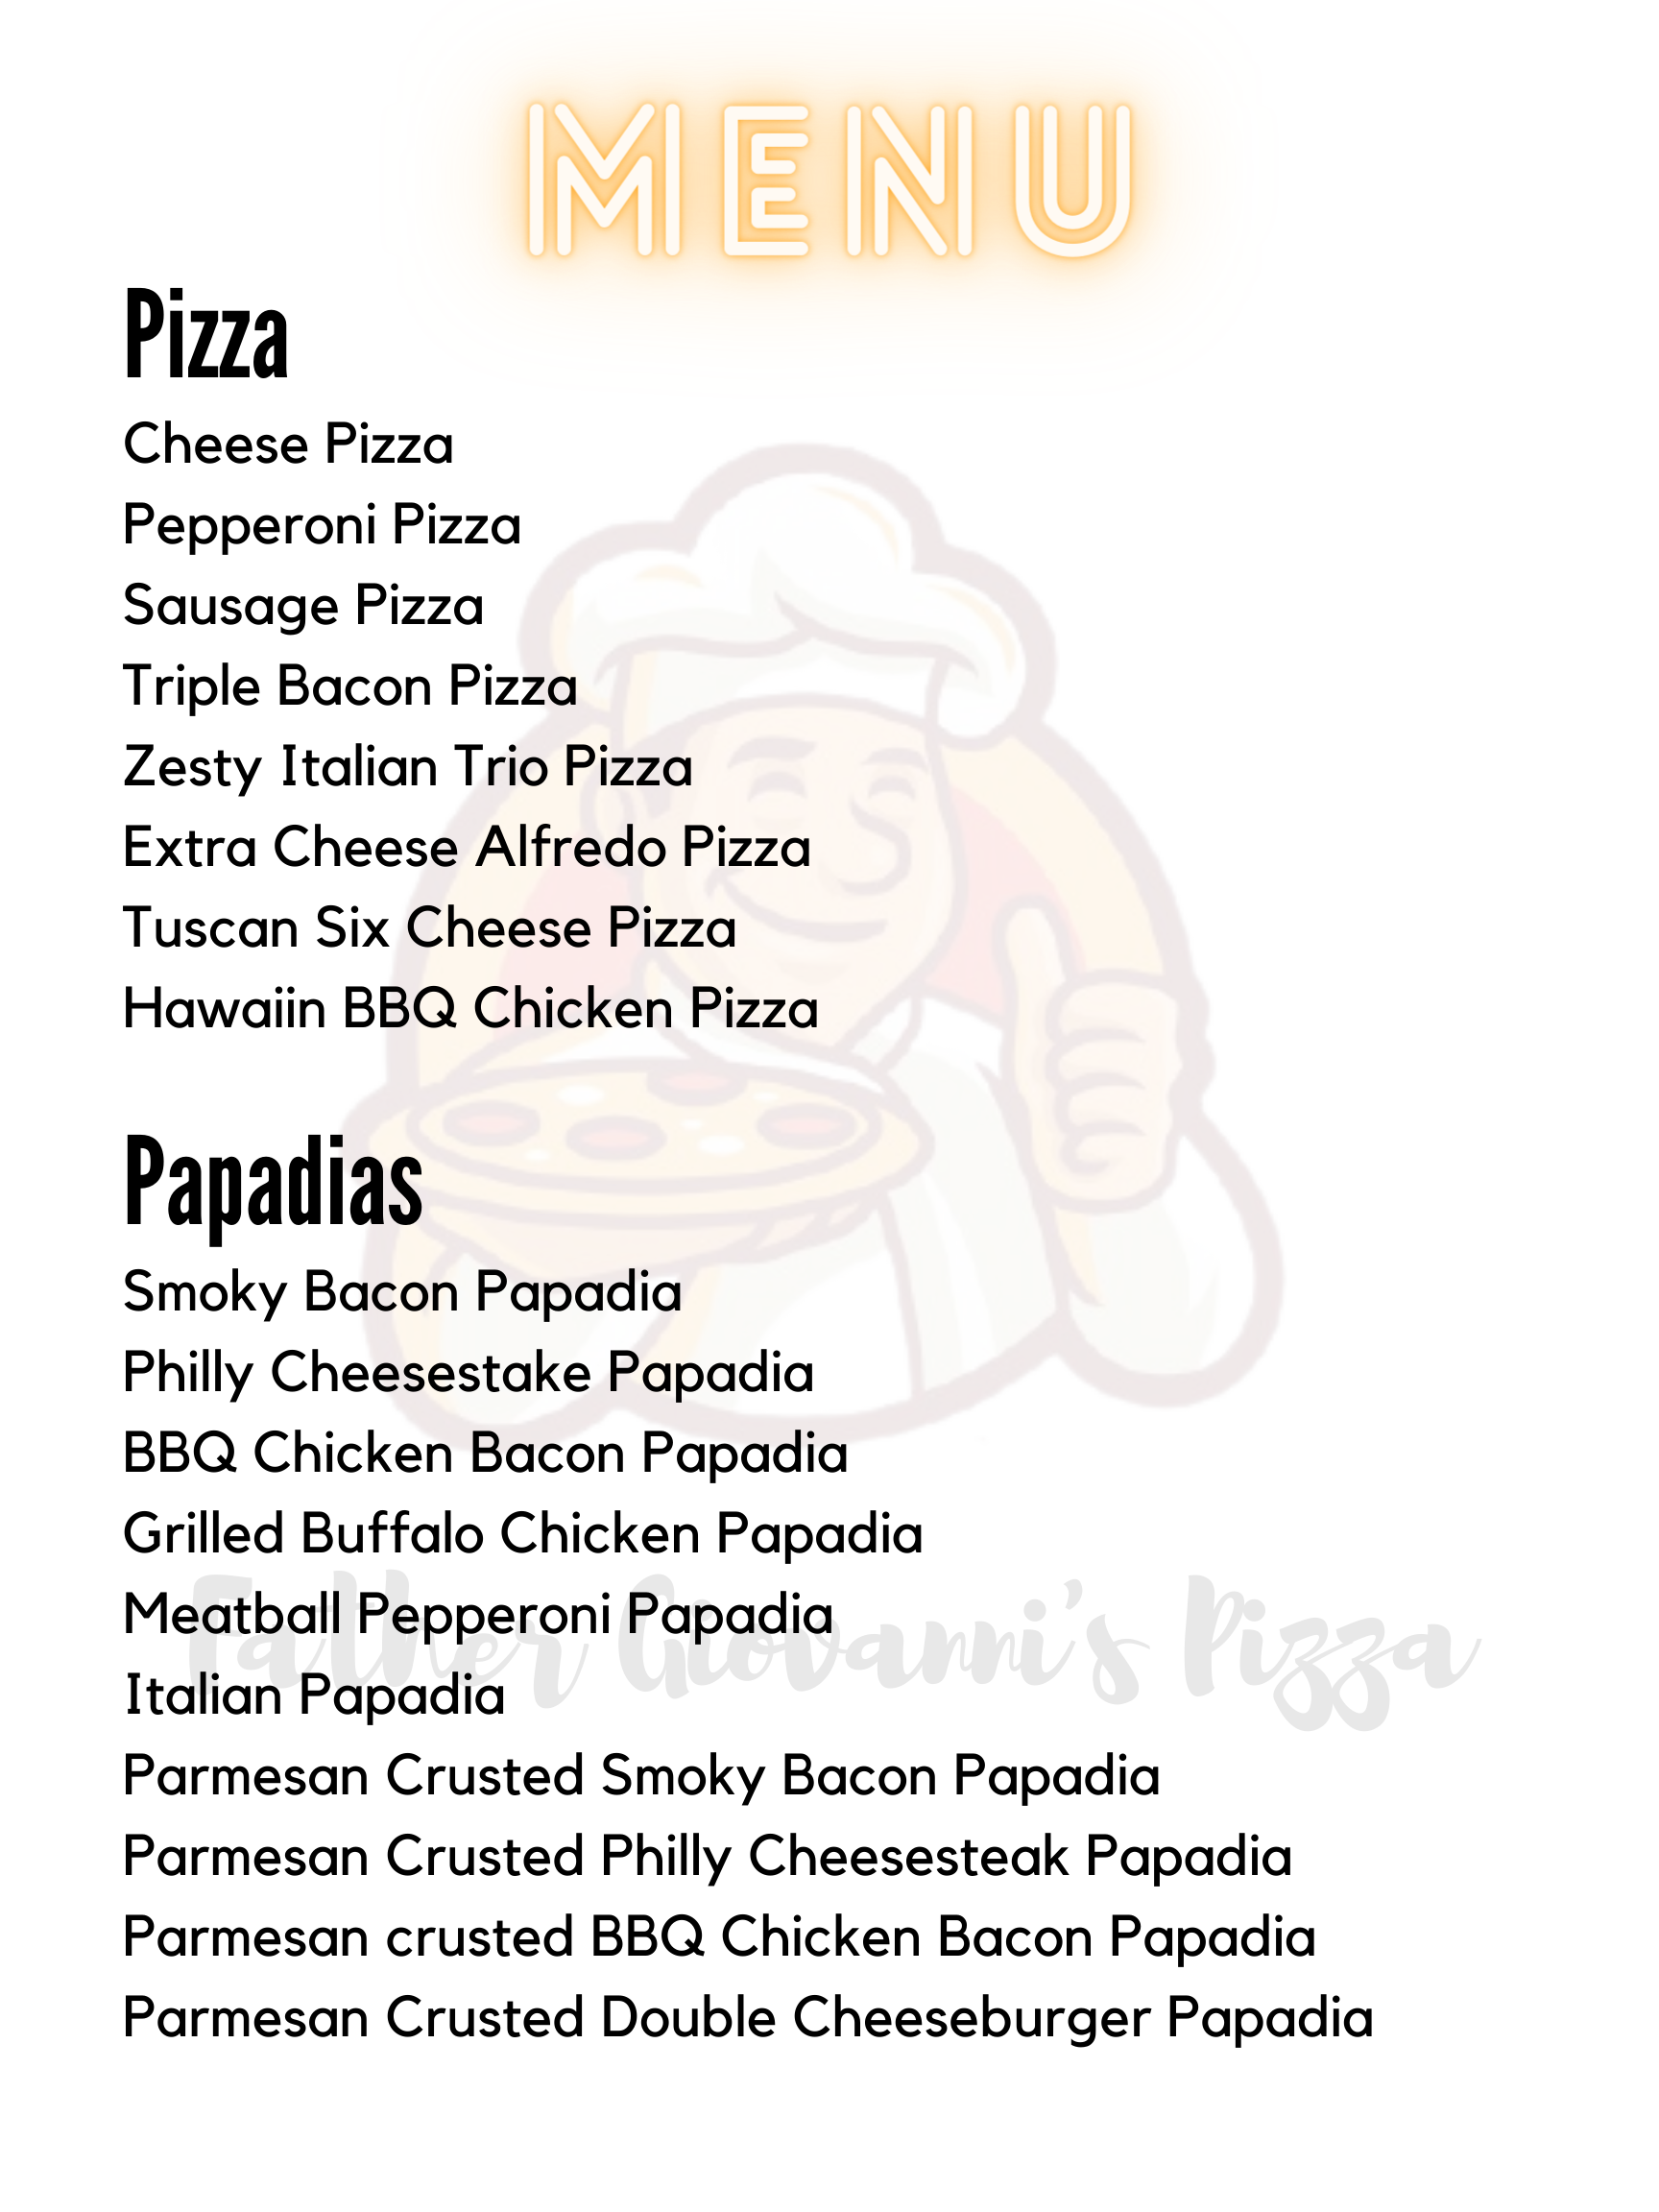 MENU
Pizza
Cheese Pizza
Pepperoni Pizza
Sausage Pizza
Triple Bacon Pizza
Zesty Italian Trio Pizza
Extra Cheese Alfredo Pizza
Tuscan Six Cheese Pizza
Hawaiin BBQ Chicken Pizza
Papadias
Smoky Bacon Papadia
Philly Cheesestake Papadia
BBQ Chicken Bacon Papadia
Grilled Buffalo Chicken Papadia
Meatball Pepperoni Papadia
Father Giovanni's Pizza
Italian Papadia
Parmesan Crusted Smoky Bacon Papadia
Parmesan Crusted Philly Cheesesteak Papadia
Parmesan crusted BBQ Chicken Bacon Papadia
Parmesan Crusted Double Cheeseburger Papadia